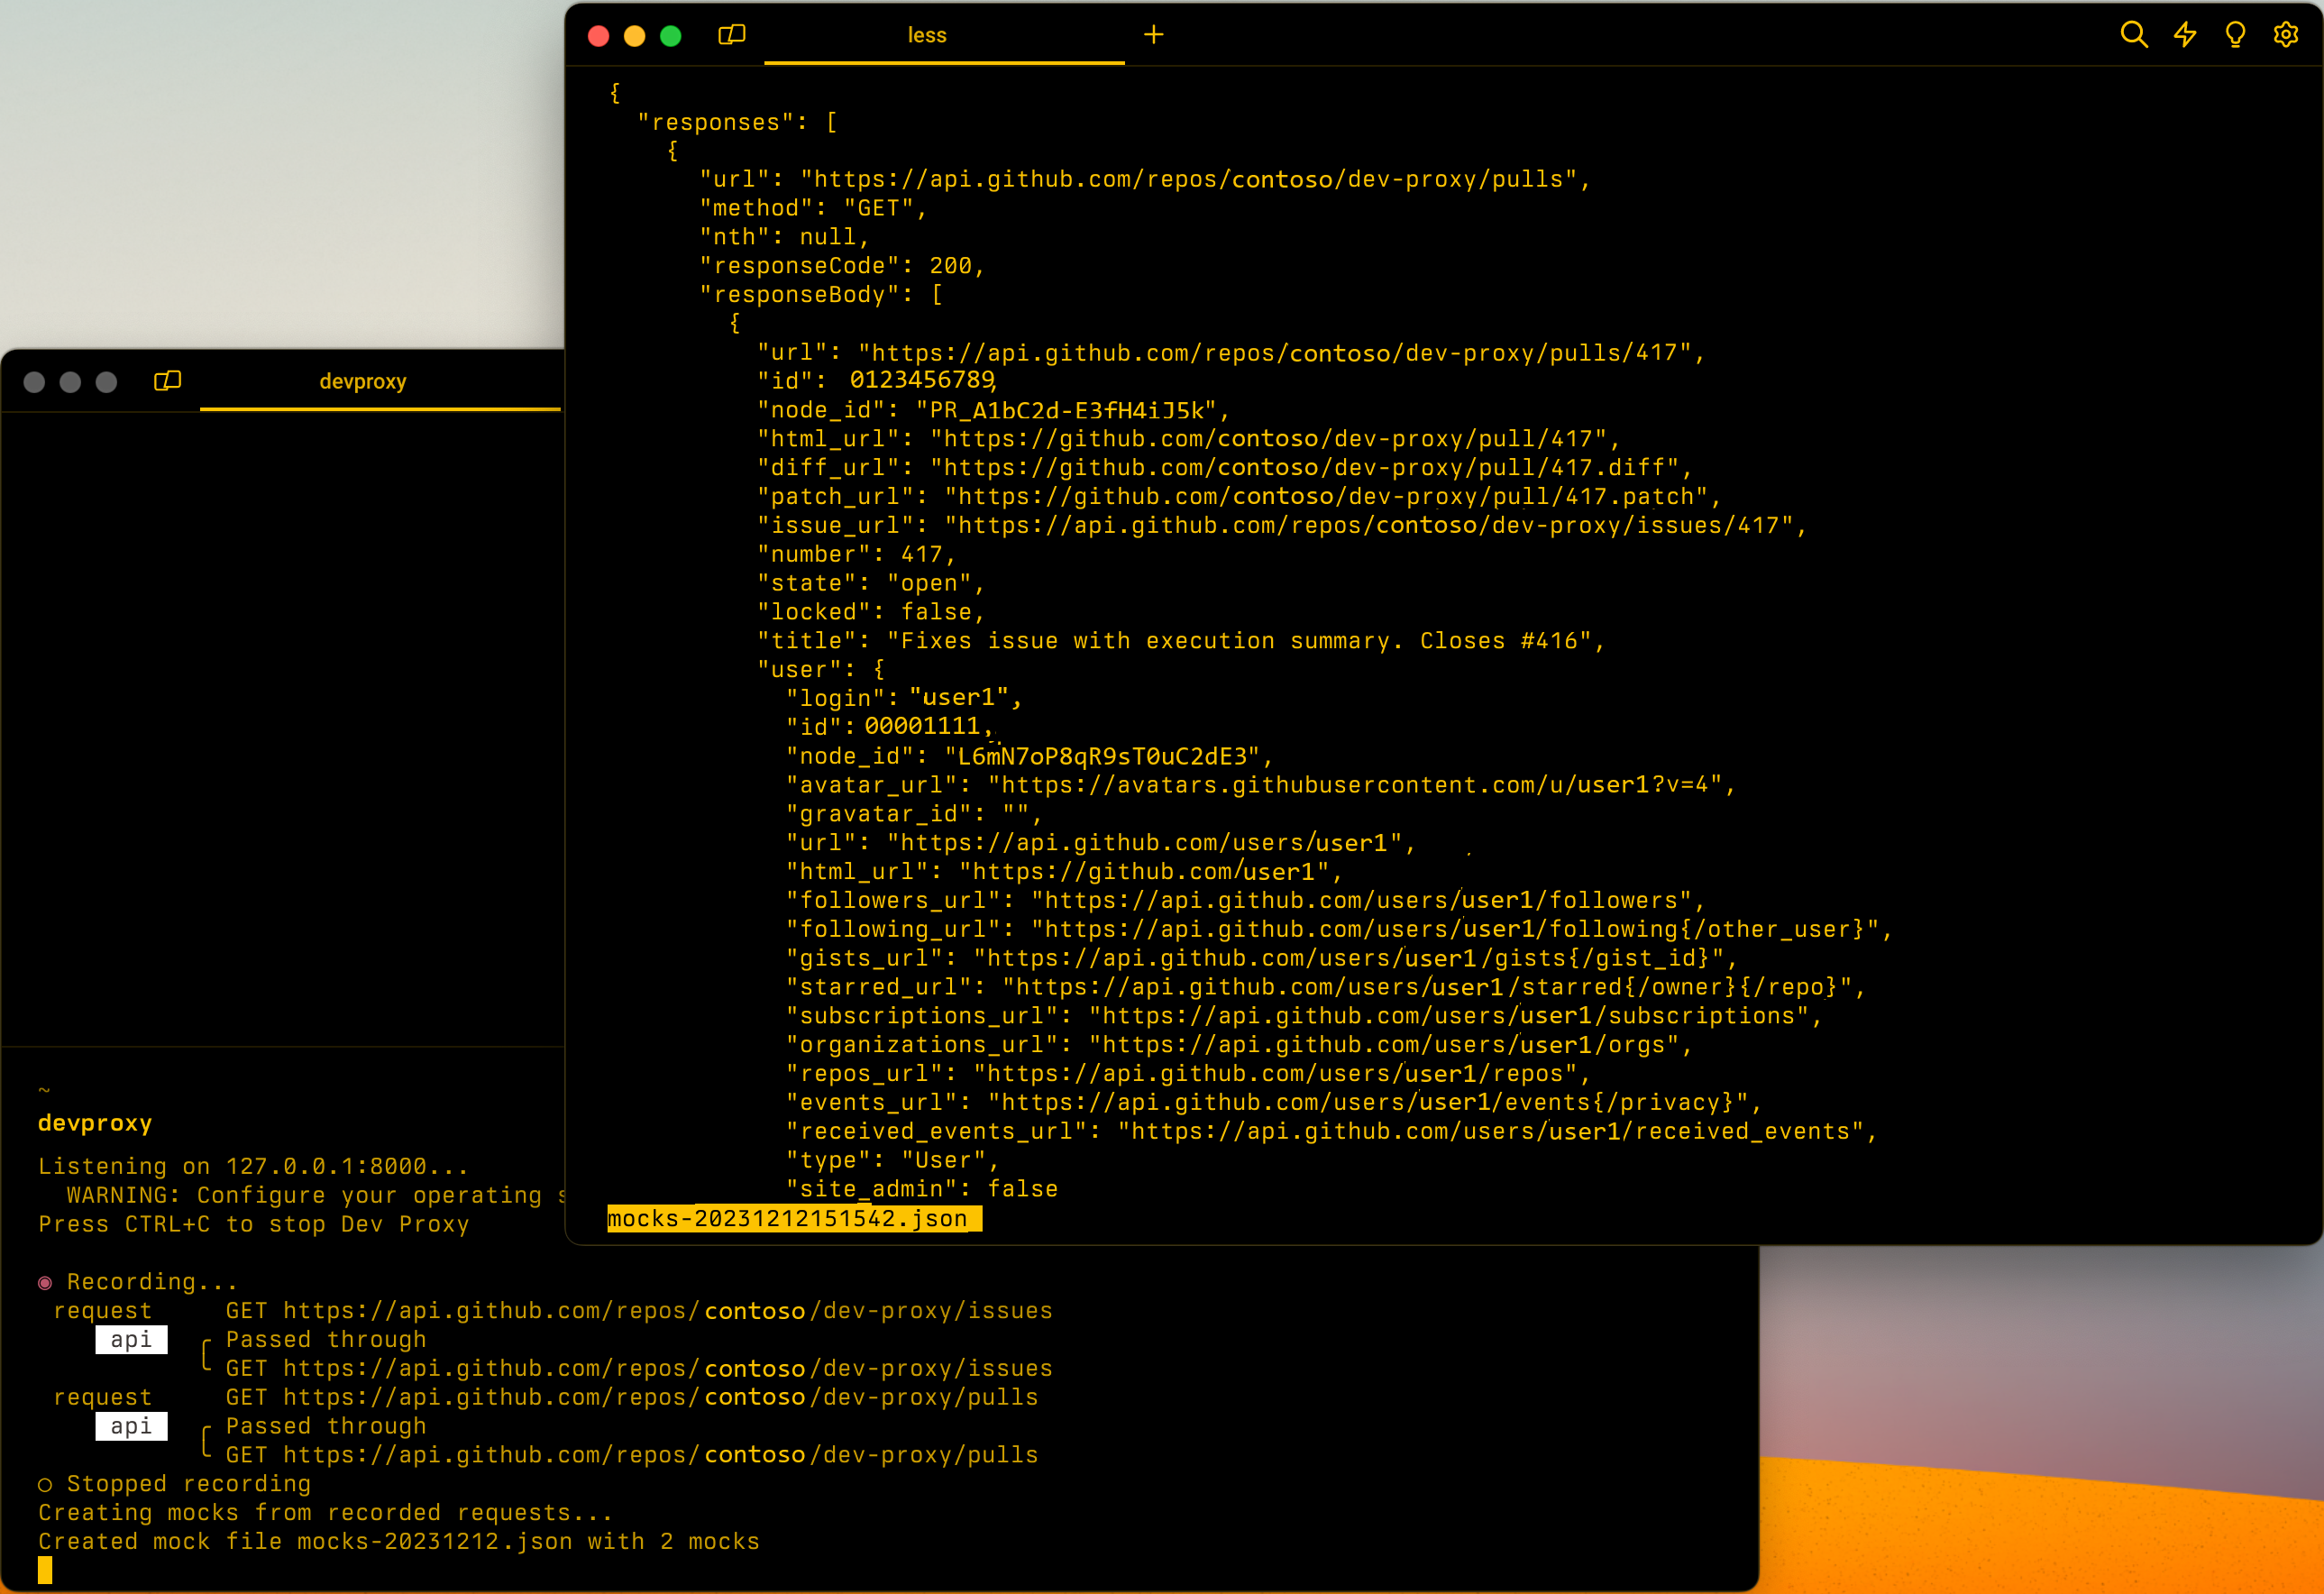 less
{
"responses": [
{
"url": "https://api.github.com/repos/contoso/dev-proxy/pulls",
"method": "GET",
"nth": null,
"responseCode": 200,
"responseBody": [
{
"url": "https://api.github.com/repos/contoso/dev-proxy/pulls/417",
"id": 0123456789,
"node_id": "PR_A1bC2d-E3fH4iJ5k",
"html_url": "https://github.com/contoso/dev-proxy/pull/417",
"diff_url": "https://github.com/contoso/dev-proxy/pull/417.diff",
"patch_url": "https://github.com/contoso/dev-proxy/pull/417.patch",
"issue_url": "https://api.github.com/repos/contoso/dev-proxy/issues/417",
"number": 417,
"state": "open",
"locked": false,
"title": "Fixes issue with execution summary. Closes #416",
"user": {
"login": "user1",
"id": 00001111,
"node_id": "L6mN7oP8qR9sT0uC2dE3",
"avatar_url": "https://avatars.githubusercontent.com/u/user1?v=4",
"gravatar_id": "",
"url": "https://api.github.com/users/user1",
"html_url": "https://github.com/user1",
"followers_url": "https://api.github.com/users/user1/followers",
"following_url": "https://api.github.com/users/user1/following{/other_user}",
"gists_url": "https://api.github.com/users/user1/gists{/gist_id}",
"starred_url": "https://api.github.com/users/user1/starred{/owner}{/repo}",
"subscriptions_url": "https://api.github.com/users/user1/subscriptions",
"organizations_url": "https://api.github.com/users/user1/orgs",
"repos_url": "https://api.github.com/users/user1/repos",
"events_url": "https://api.github.com/users/user1/events{/privacy}",
"received_events_url": "https://api.github.com/users/user1/received_events",
"type": "User",
"site_admin": false
mocks-20231212151542.json
devproxy
~
devproxy
Listening on 127.0.0.1:8000...
WARNING: Configure your operating
Press CTRL+C to stop Dev Proxy
◉ Recording...
request GET https://api.github.com/repos/contoso/dev-proxy/issues
api ╭ Passed through
╰ GET https://api.github.com/repos/contoso/dev-proxy/issues
request GET https://api.github.com/repos/contoso/dev-proxy/pulls
api ╭ Passed through
╰ GET https://api.github.com/repos/contoso/dev-proxy/pulls
○ Stopped recording
Creating mocks from recorded requests...
Created mock file mocks-20231212.json with 2 mocks